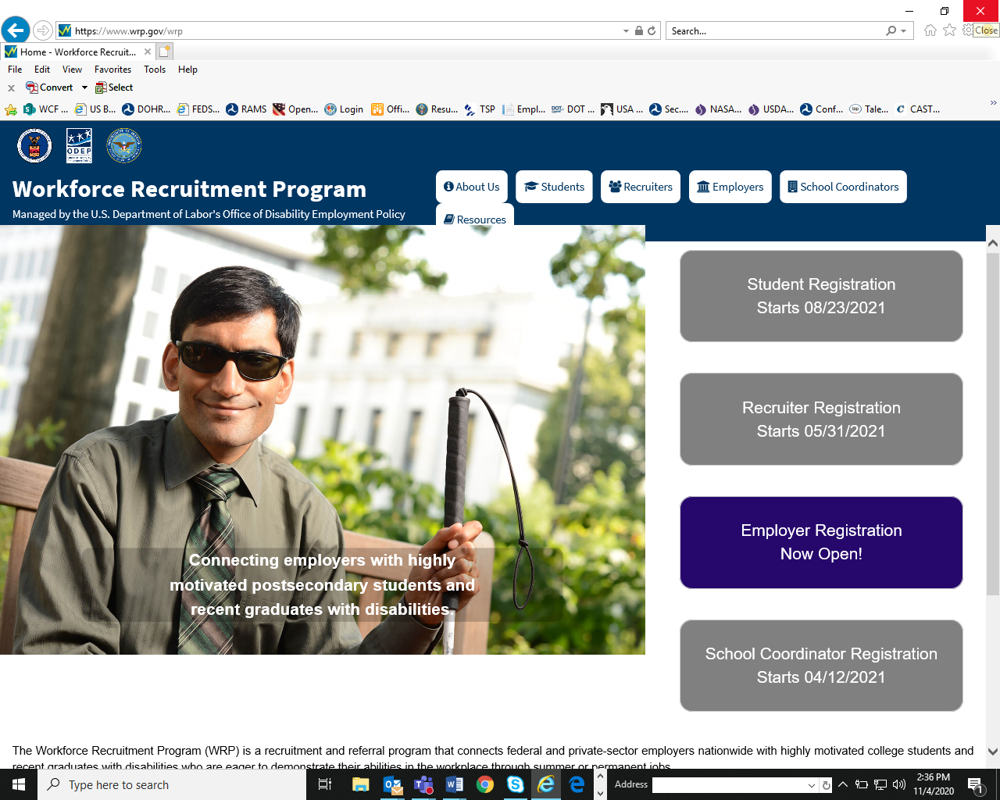 Close
https://www.wrp.gov/wrp
Search...
Home - Workforce Recruit...
File Edit View Favorites Tools Help
x Convert Select
WCF ... US B... DOHR... FEDS... RAMS Open... Login Offi... Resu... TSP Empl... DOT ... USA ... Sec.... NASA... USDA... Conf... Tale... CAST...
ODEP
Workforce Recruitment Program
Managed by the U.S. Department of Labor's Office of Disability Employment Policy
About Us Students Recruiters Employers School Coordinators
Resources
Student Registration
Starts 08/23/2021
Recruiter Registration
Starts 05/31/2021
Employer Registration
Now Open!
School Coordinator Registration
Starts 04/12/2021
Connecting employers with highly
motivated postsecondary students and
recent graduates with disabilities.
The Workforce Recruitment Program (WRP) is a recruitment and referral program that connects federal and private-sector employers nationwide with highly motivated college students and
recent graduates with disabilities who are eager to demonstrate their abilities in the workplace through summer or permanent jobs.
Type here to search
Address
2:36 PM
11/4/2020
1